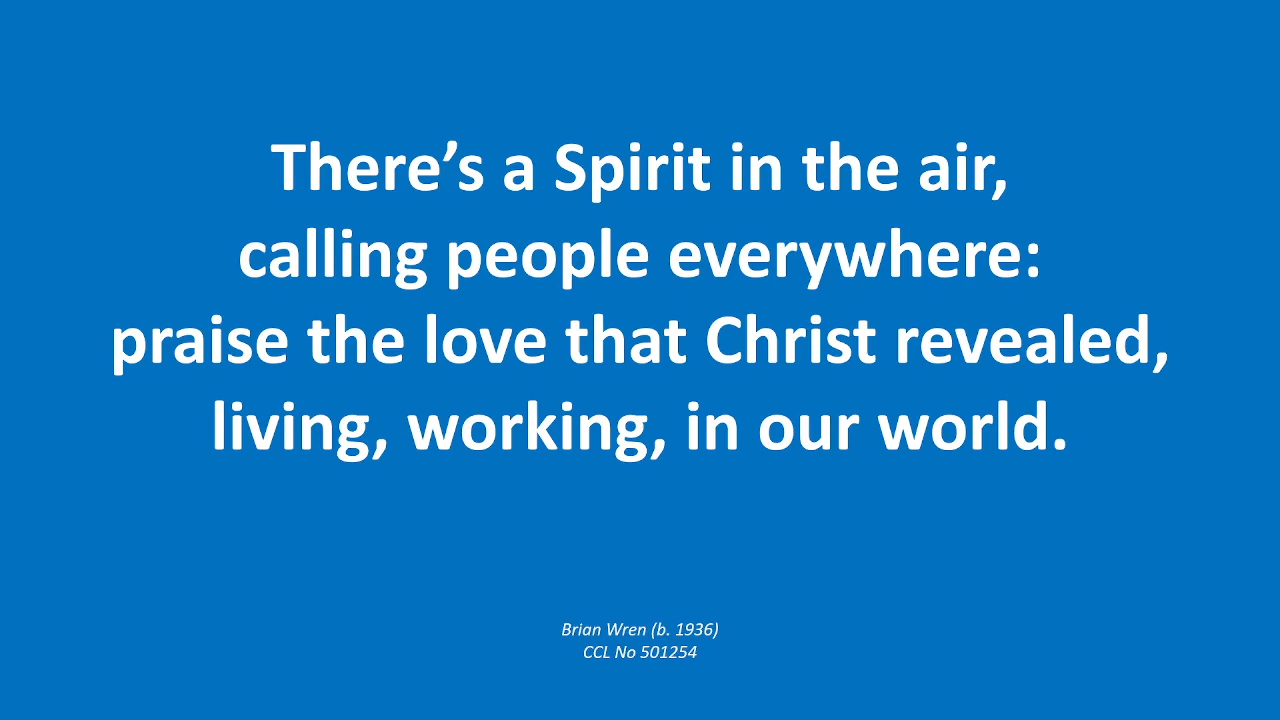 There’s a Spirit in the air,
calling people everywhere:
praise the love that Christ revealed,
living, working, in our world.
Brian Wren (b. 1936)
CCL No 501254